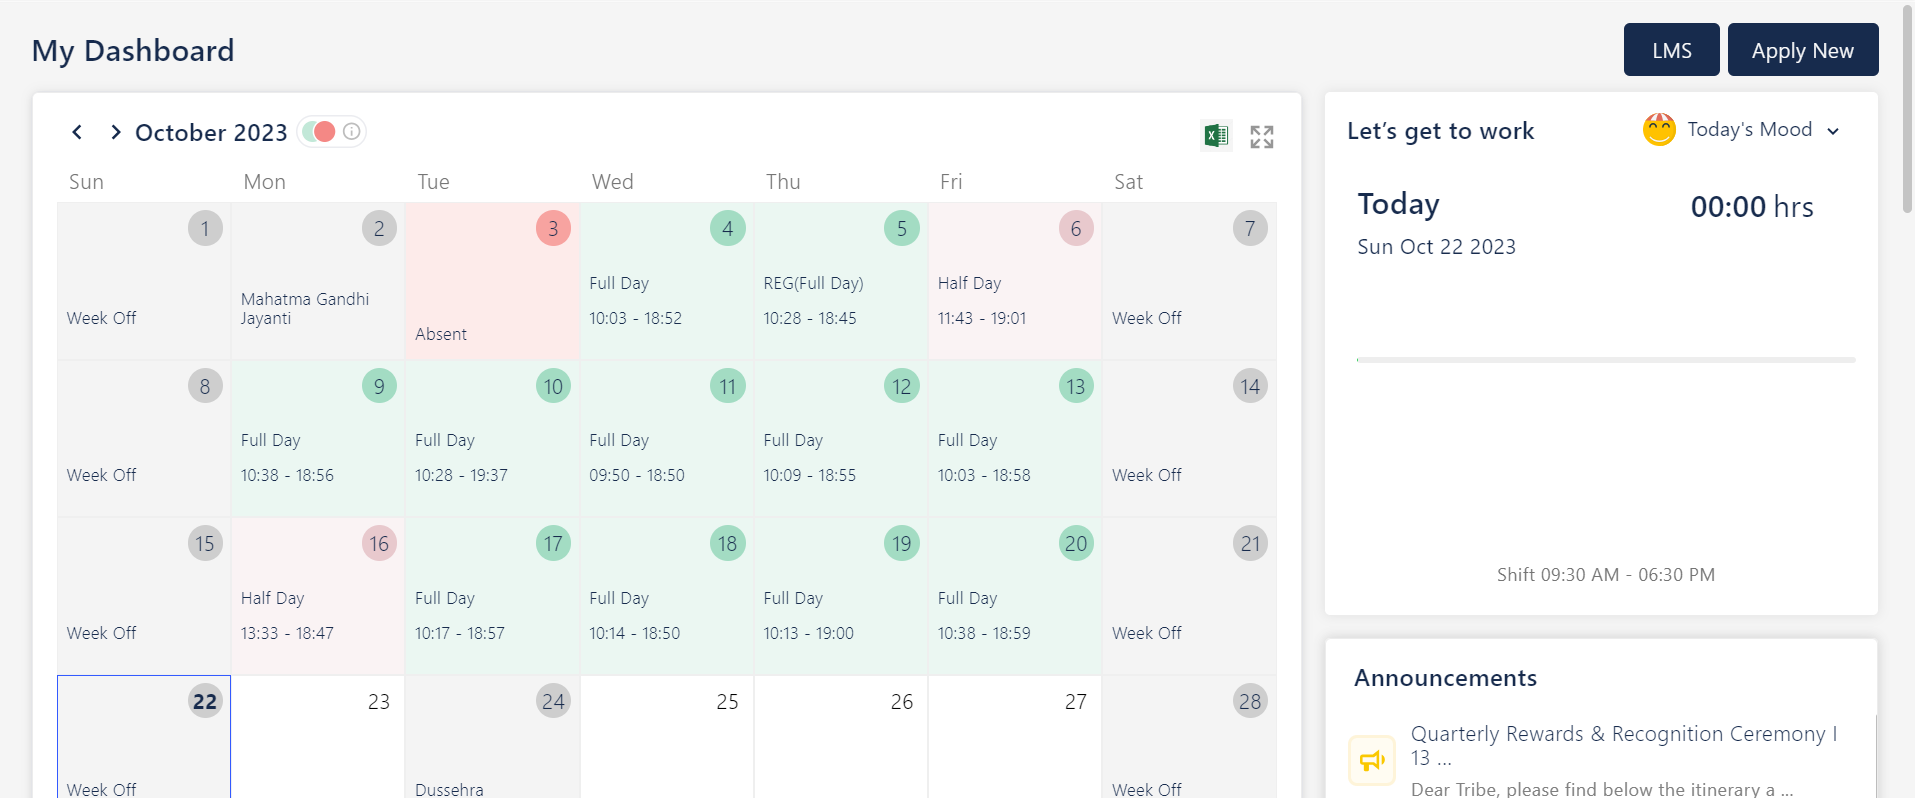 My Dashboard
LMS
Apply New
October 2023
Sun Mon Tue Wed Thu Fri Sat
1 2 3 4 5 6 7
Week Off
Mahatma Gandhi
Jayanti
Absent
Full Day
10:03 - 18:52
REG(Full Day)
10:28 - 18:45
Half Day
11:43 - 19:01
Week Off
8 9 10 11 12 13 14
Week Off
Full Day
10:38 - 18:56
Full Day
10:28 - 19:37
Full Day
09:50 - 18:50
Full Day
10:09 - 18:55
Full Day
10:03 - 18:58
Week Off
15 16 17 18 19 20 21
Week Off
Half Day
13:33 - 18:47
Full Day
10:17 - 18:57
Full Day
10:14 - 18:50
Full Day
10:13 - 19:00
Full Day
10:38 - 18:59
Week Off
22 23 24 25 26 27 28
Week Off
Dussehra
Week Off
Let's get to work
Today's Mood
Today
00:00 hrs
Sun Oct 22 2023
Shift 09:30 AM - 06:30 PM
Announcements
Quarterly Rewards & Recognition Ceremony I
13 ...
Dear Tribe, please find below the itinerary a ...